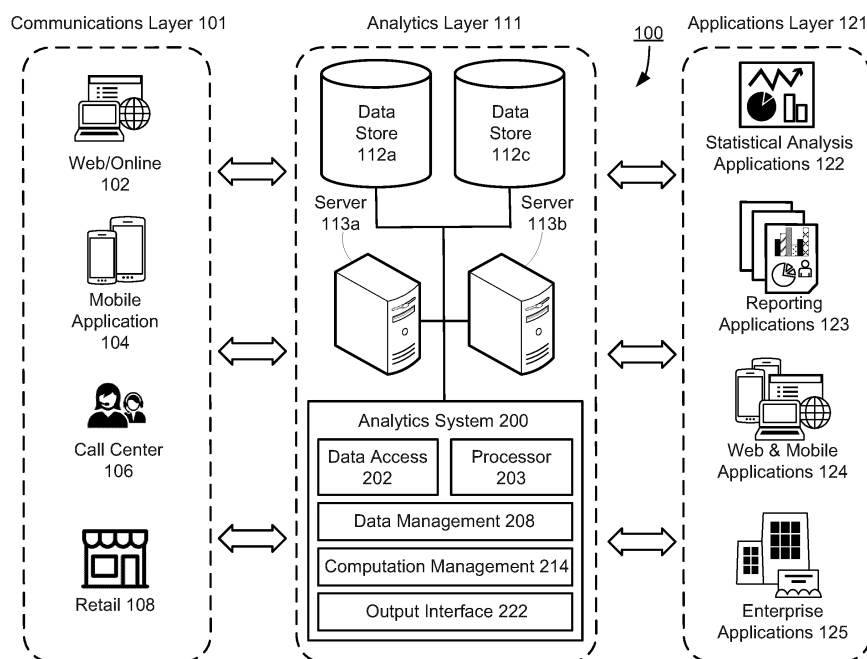 Communications Layer 101
Analytics Layer 111
100
Applications Layer 121
Web/Online
102
Mobile
Application
104
Call Center
106
Retail 108
Data
Store
112a
Data
Store
112c
Server
113a
Server
113b
Analytics System 200
Data Access
202
Processor
203
Data Management 208
Computation Management 214
Output Interface 222
Statistical Analysis
Applications 122
Reporting
Applications 123
Web & Mobile
Applications 124
Enterprise
Applications 125